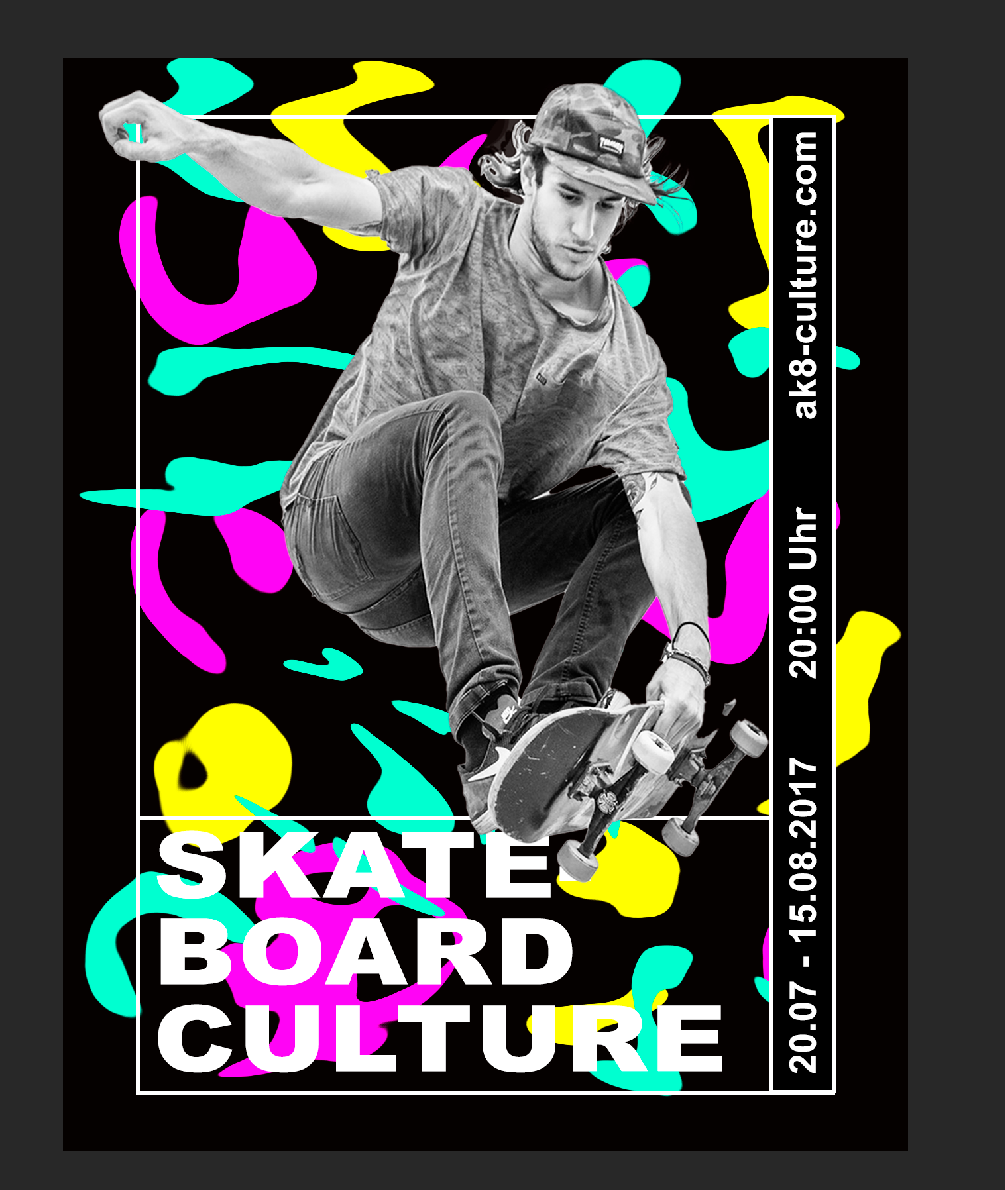 SKATE-
BOARD
CULTURE
20.07 - 15.08.2017 20:00 Uhr ak8-culture.com